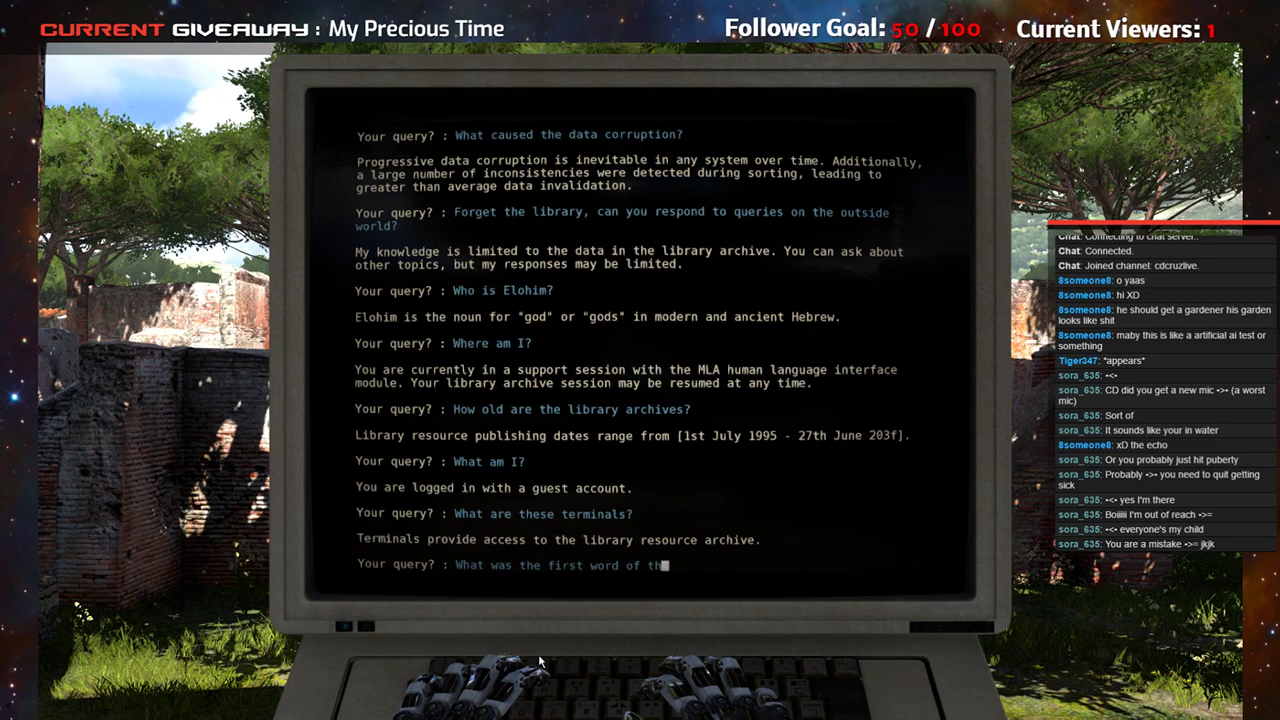 CURRENT GIVEAWAY : My Precious Time
Follower Goal: 50 / 100
Current Viewers: 1
Your query? : What caused the data corruption?
Progressive data corruption is inevitable in any system over time. Additionally,
a large number of inconsistencies were detected during sorting, leading to
greater than average data invalidation.
Your query? : Forget the library, can you respond to queries on the outside
world?
My knowledge is limited to the data in the library archive. You can ask about
other topics, but my responses may be limited.
Your query? : Who is Elohim?
Elohim is the noun for "god" or "gods" in modern and ancient Hebrew.
Your query? : Where am I?
You are currently in a support session with the MLA human language interface
module. Your library archive session may be resumed at any time.
Your query? : How old are the library archives?
Library resource publishing dates range from [1st July 1995 - 27th June 203f].
Your query? : What am I?
You are logged in with a guest account.
Your query? : What are these terminals?
Terminals provide access to the library resource archive.
Your query? : What was the first word of th
Chat: Connecting to chat server..
Chat: Connected.
Chat: Joined channel: cdcruzlive.
8someone8: o yaas
8someone8: hi XD
8someone8: he should get a gardener his garden
looks like shit
8someone8: maby this is like a artificial ai test or
something
Tiger347: *appears*
sora_635: •<•
sora_635: CD did you get a new mic •>• (a worst
mic)
sora_635: Sort of
sora_635: It sounds like your in water
8someone8: xD the echo
sora_635: Or you probably just hit puberty
sora_635: Probably •>• you need to quit getting
sick
sora_635: •<• yes I'm there
sora_635: Boiiiii I'm out of reach •>=
sora_635: •<• everyone's my child
sora_635: You are a mistake •>= jkjk